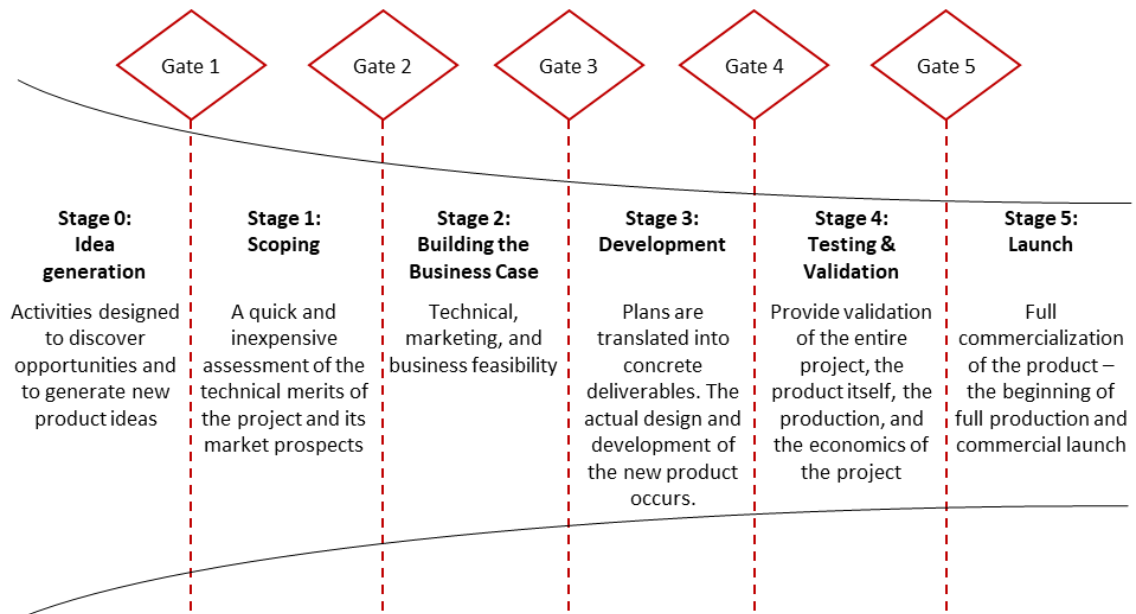 Gate 1
Gate 2
Gate 3
Gate 4
Gate 5
Stage 0:
Idea
generation
Activities designed
to discover
opportunities and
to generate new
product ideas
Stage 1:
Scoping
A quick and
inexpensive
assessment of the
technical merits of
the project and its
market prospects
Stage 2:
Building the
Business Case
Technical,
marketing, and
business feasibility
Stage 3:
Development
Plans are
translated into
concrete
deliverables. The
actual design and
development of
the new product
occurs.
Stage 4:
Testing &
Validation
Provide validation
of the entire
project, the
product itself, the
production, and
the economics of
the project
Stage 5:
Launch
Full
commercialization
of the product –
the beginning of
full production and
commercial launch